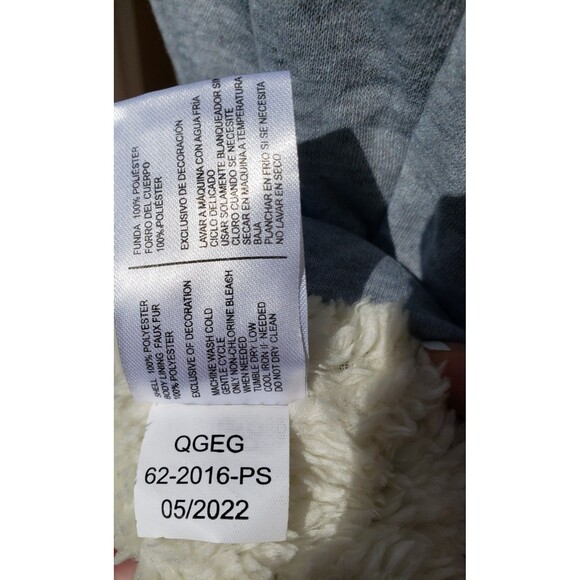 FUNDA 100% POLIÉSTER
FORRO DEL CUERPO
100% POLIÉSTER
EXCLUSIVO DE DECORACIÓN
LAVAR A MÁQUINA CON AGUA FRÍA
CICLO DELICADO
USAR SOLAMENTE BLANQUEADOR SIN
CLORO CUANDO SE NECESITE
SECAR EN MAQUINA A TEMPERATURA
BAJA
PLANCHAR EN FRÍO SI SE NECESITA
NO LAVAR EN SECO
SHELL 100% POLYESTER
BODY LINING FAUX FUR
100% POLYESTER
EXCLUSIVE OF DECORATION
MACHINE WASH COLD
GENTLE CYCLE
ONLY NON-CHLORINE BLEACH
WHEN NEEDED
TUMBLE DRY LOW
COOL IRON IF NEEDED
DO NOT DRY CLEAN
QGEG
62-2016-PS
05/2022